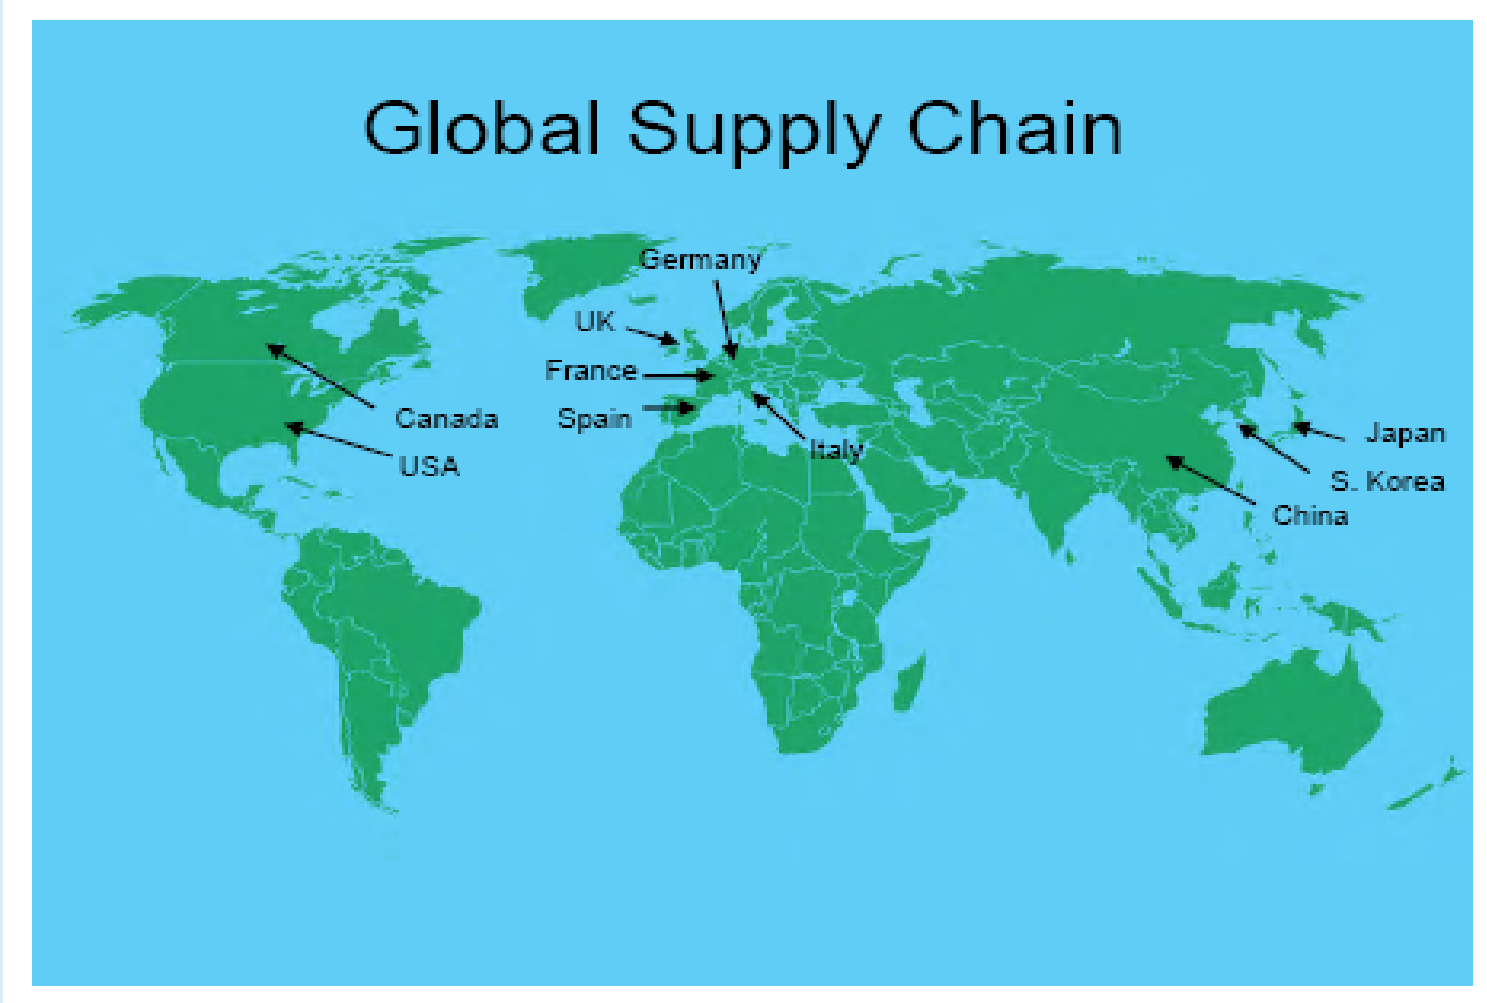 Global Supply Chain
Germany
UK
France
Spain
Italy
Canada
USA
Japan
S. Korea
China